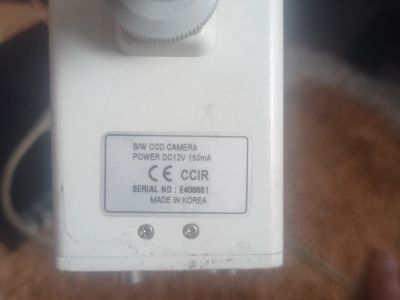 B/W CCD CAMERA
POWER DC12V 150mA
CE CCIR
SERIAL NO : E406661
MADE IN KOREA